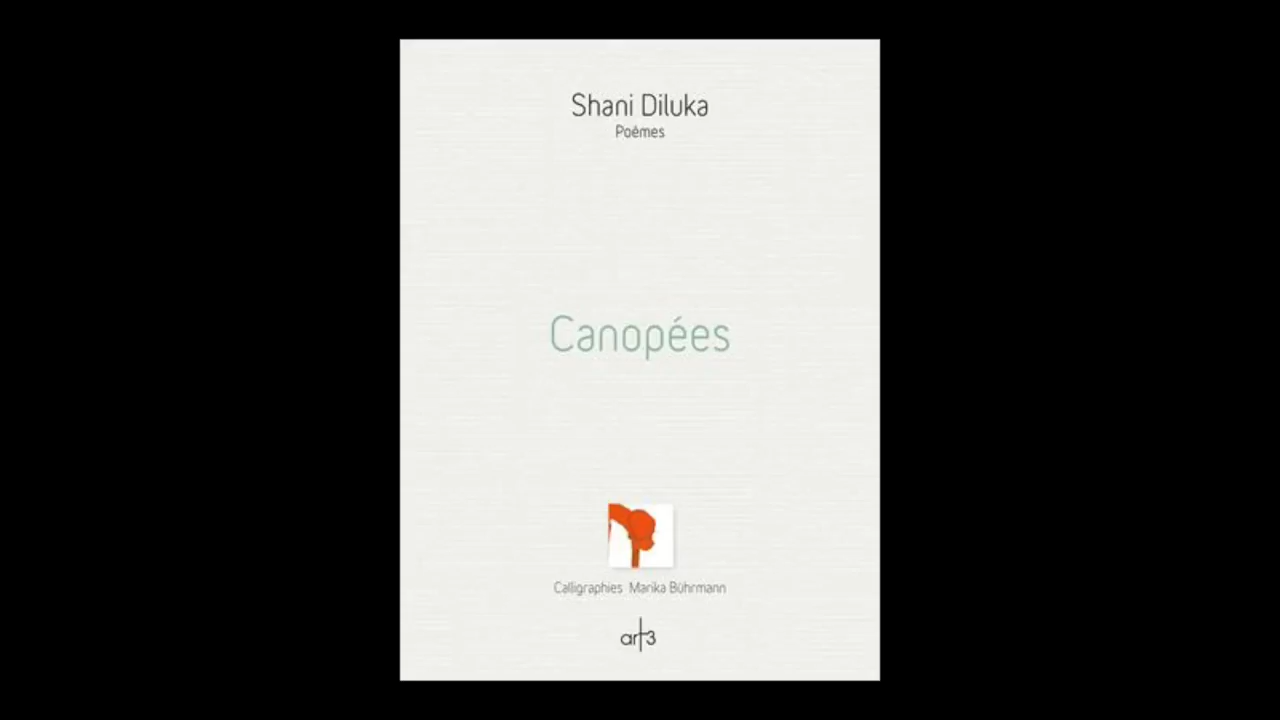 Shani Diluka
Poèmes
Canopées
Calligraphies Marika Bührmann
art3